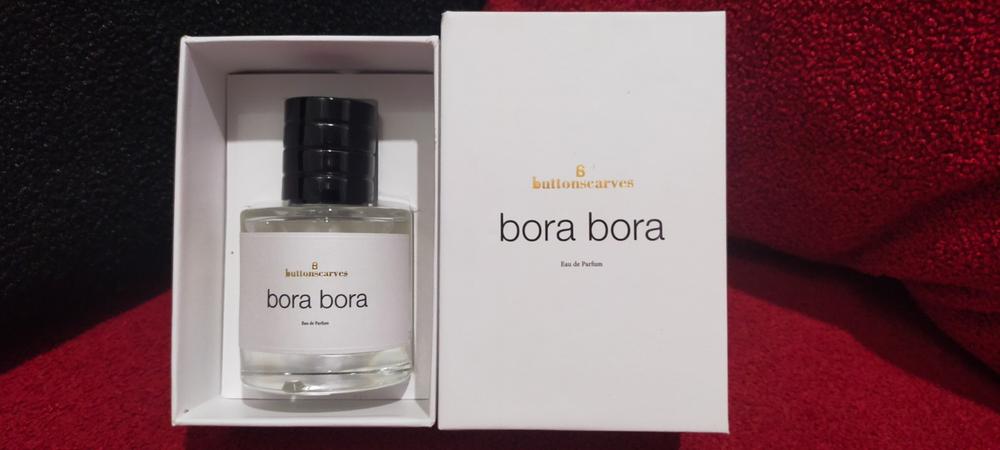 buttonscarves
bora bora
Eau de Parfum
buttonscarves
bora bora
Eau de Parfum